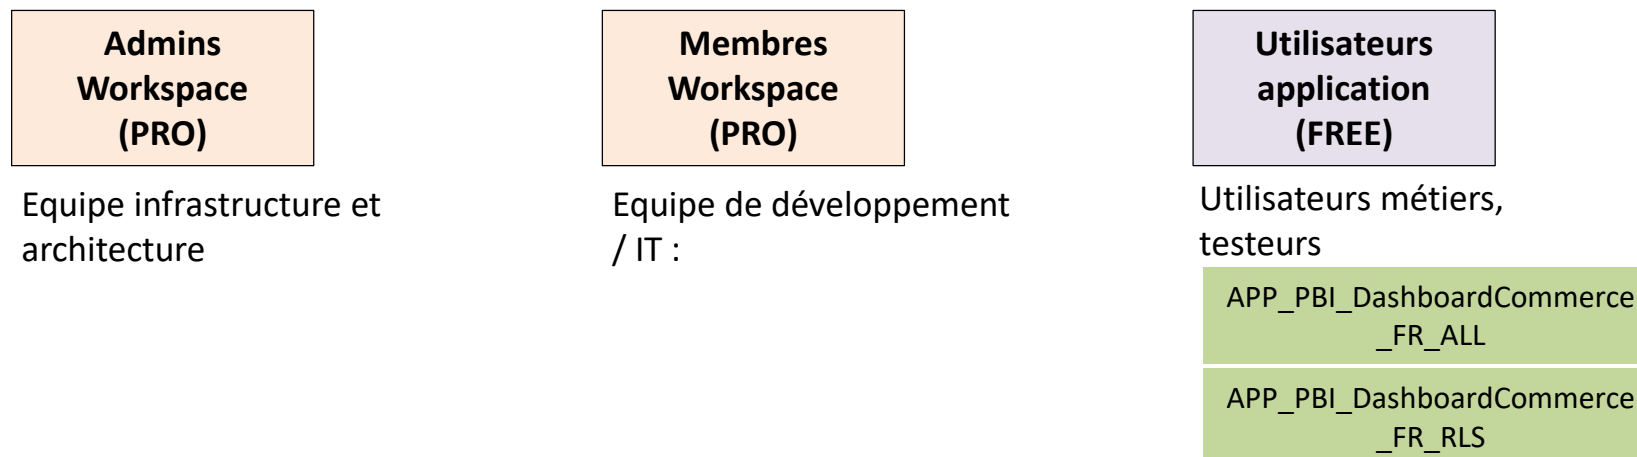 Admins
Workspace
(PRO)
Equipe infrastructure et
architecture
Membres
Workspace
(PRO)
Equipe de développement
/ IT :
Utilisateurs
application
(FREE)
Utilisateurs métiers,
testeurs
APP_PBI_DashboardCommerce
_FR_ALL
APP_PBI_DashboardCommerce
_FR_RLS